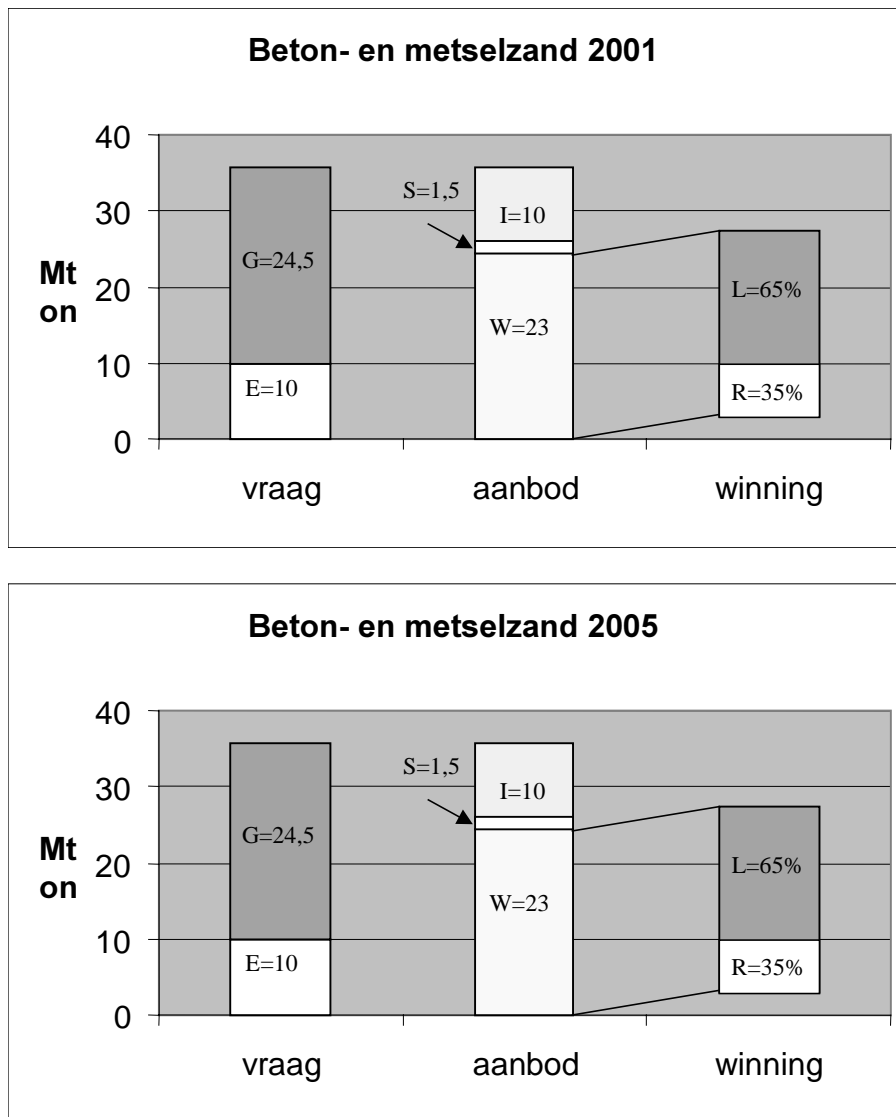 Beton- en metselzand 2001
40
30
20
10
0
Mt
on
G=24,5
E=10
S=1,5
I=10
W=23
L=65%
R=35%
vraag aanbod winning
Beton- en metselzand 2005
40
30
20
10
0
Mt
on
G=24,5
E=10
S=1,5
I=10
W=23
L=65%
R=35%
vraag aanbod winning